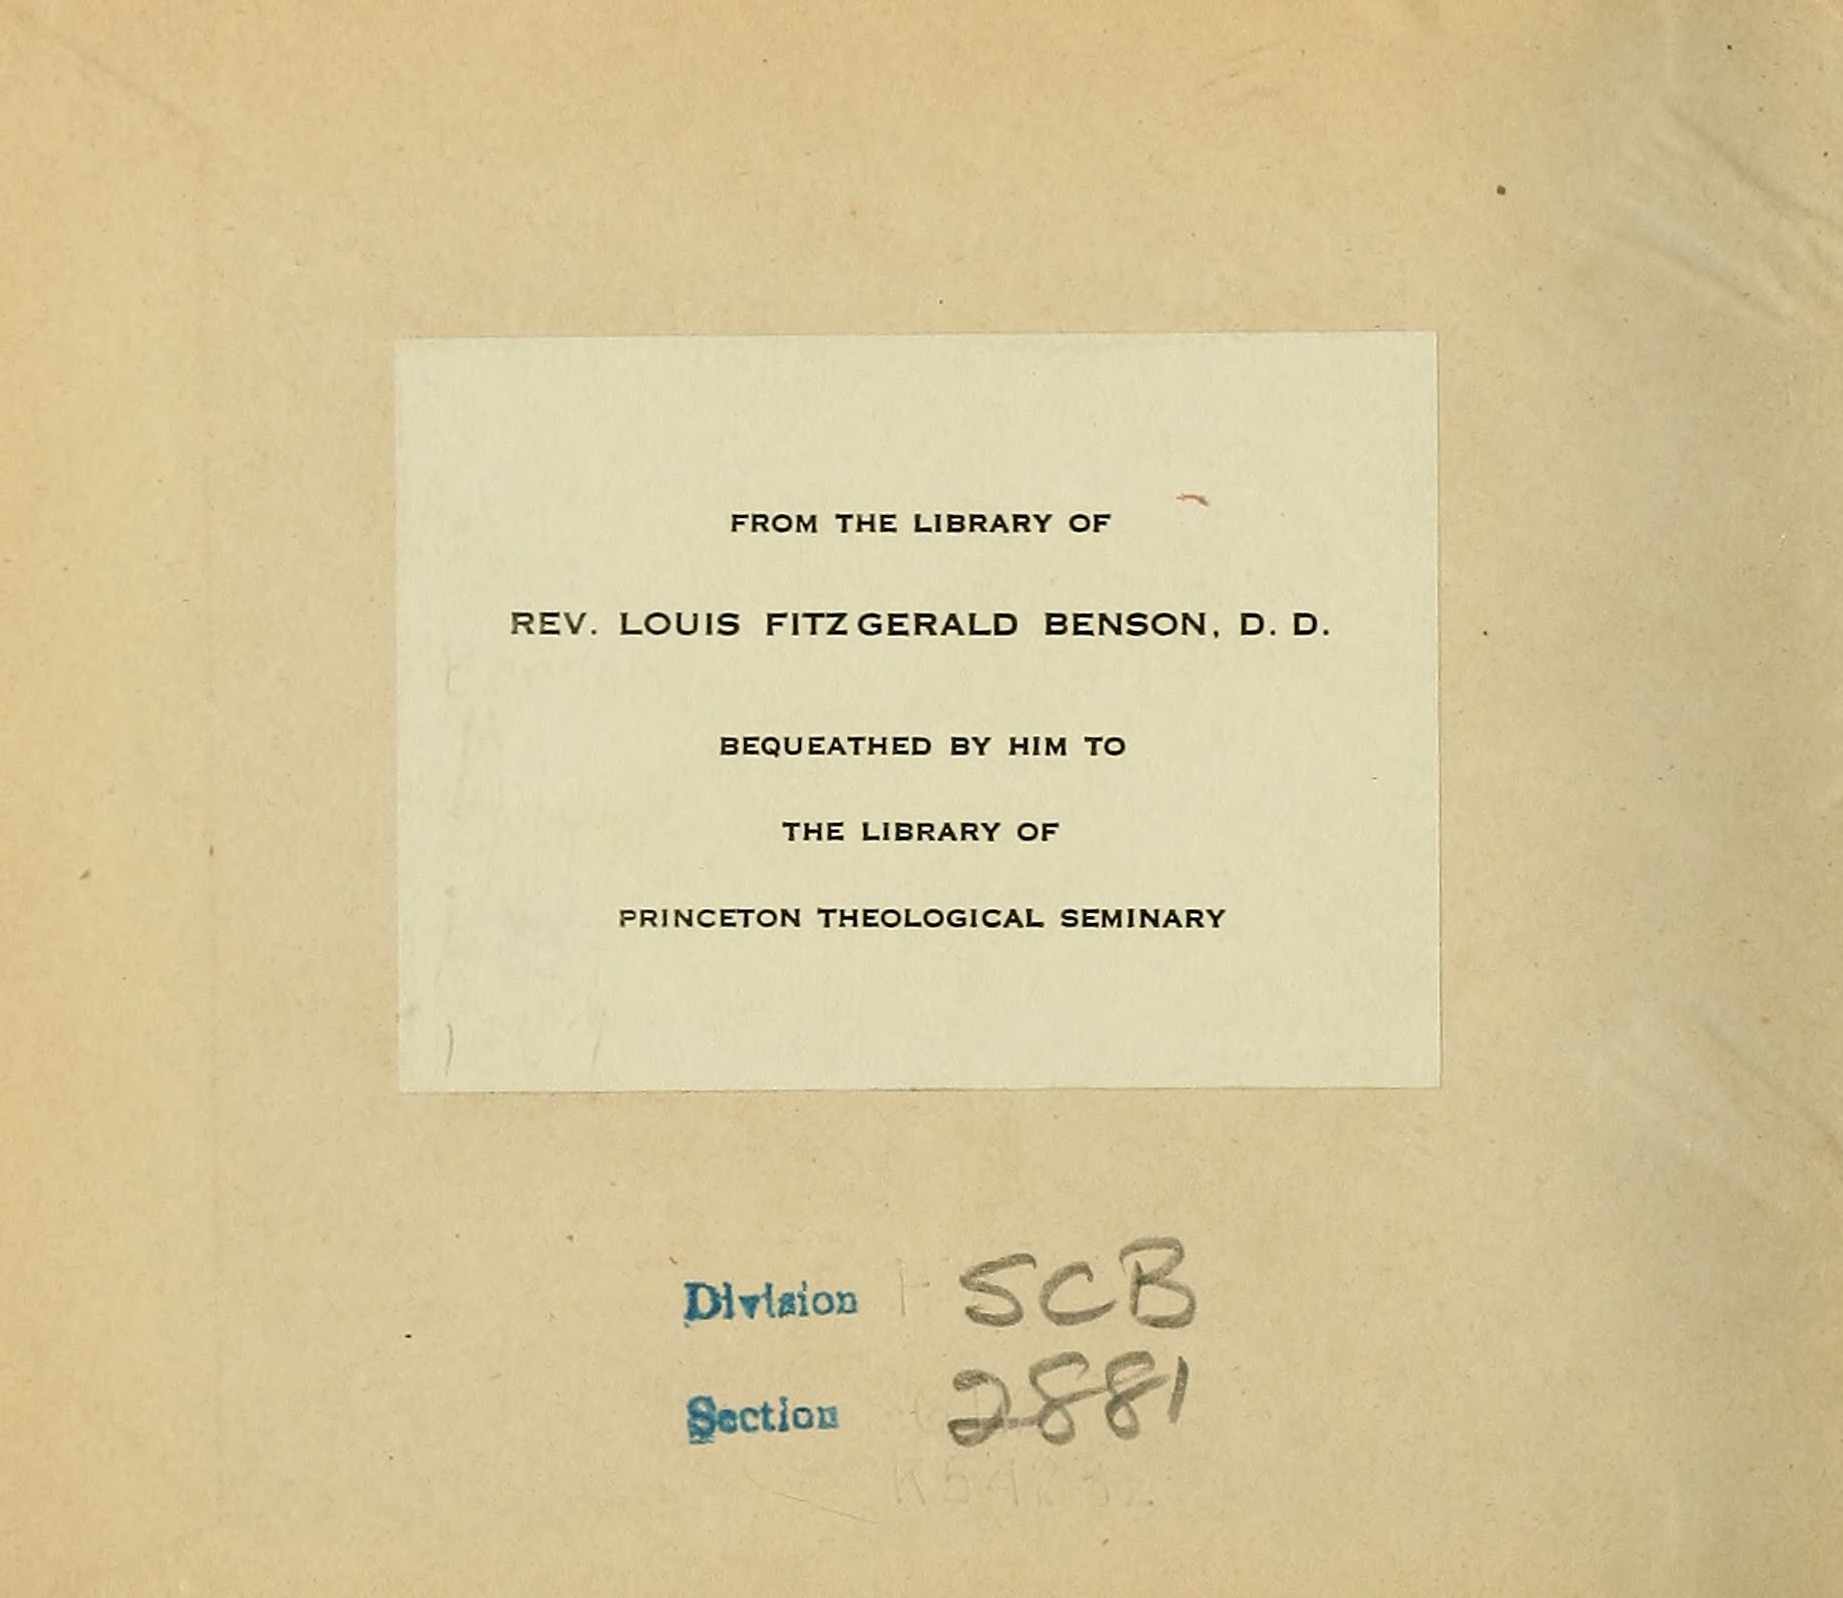 FROM THE LIBRARY OF
REV. LOUIS FITZGERALD BENSON, D. D.
BEQUEATHED BY HIM TO
THE LIBRARY OF
PRINCETON THEOLOGICAL SEMINARY
Division SCB
Section 2881